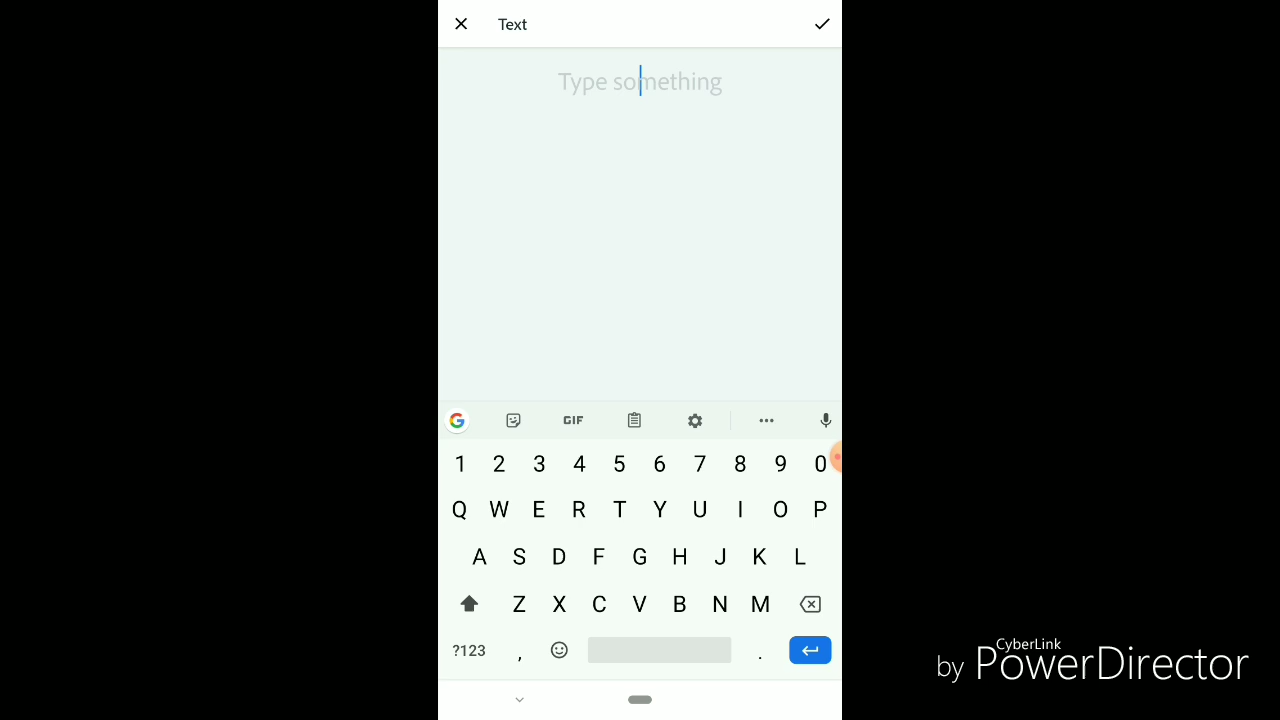 Text
Type something
GIF
1 2 3 4 5 6 7 8 9 0
Q W E R T Y U I O P
A S D F G H J K L
Z X C V B N M
?123 , .
CyberLink
by PowerDirector